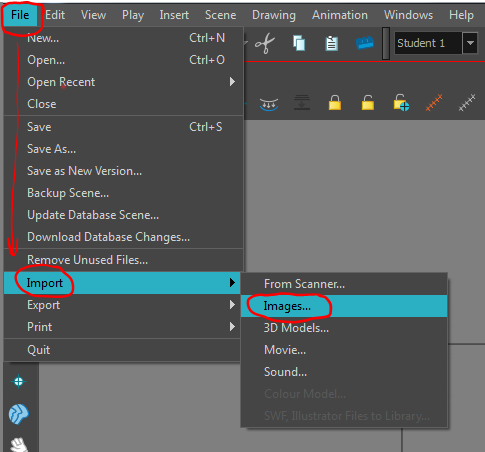 File Edit View Play Insert Scene Drawing Animation Windows Help
New... Ctrl+N
Open... Ctrl+O
Open Recent
Close
Save Ctrl+S
Save As...
Save as New Version...
Backup Scene...
Update Database Scene...
Download Database Changes...
Remove Unused Files...
Import
Export
Print
Quit
Student 1
From Scanner...
Images...
3D Models...
Movie...
Sound...
Colour Model...
SWF, Illustrator Files to Library...